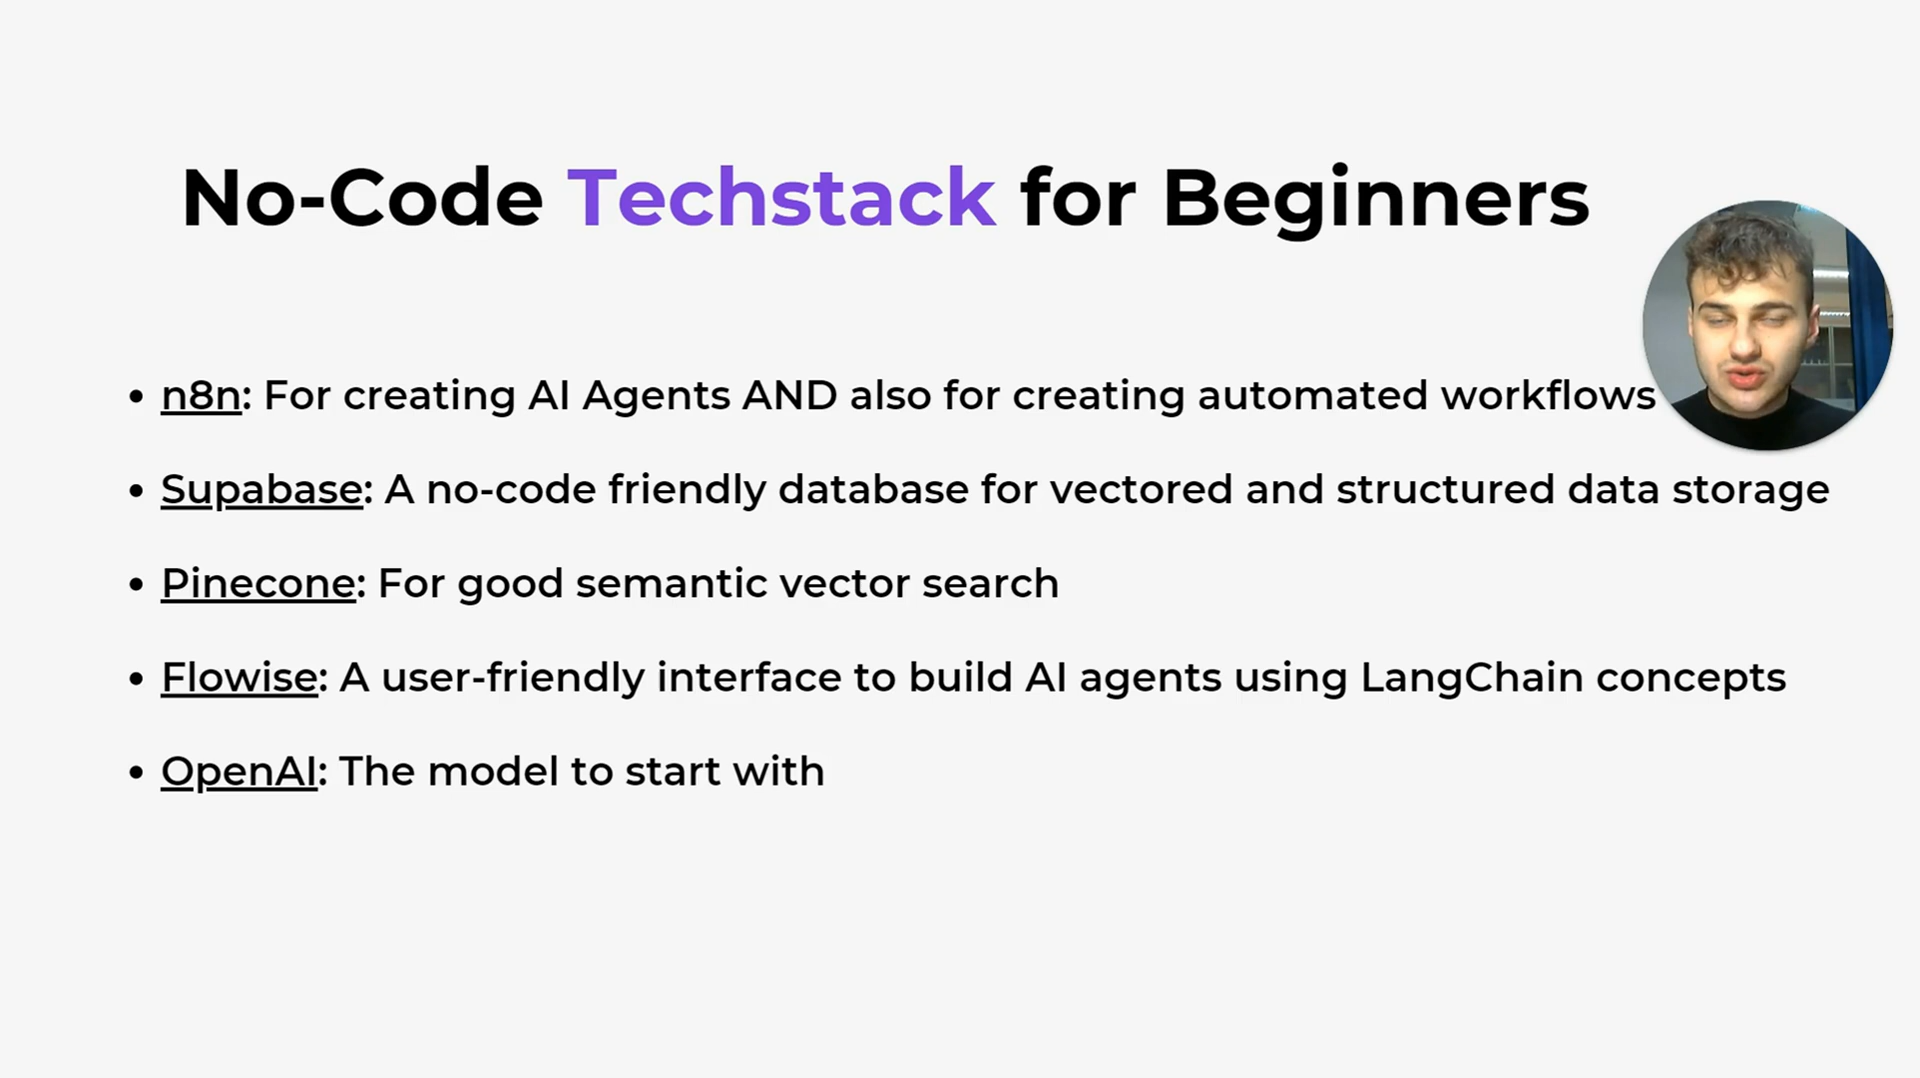 No-Code Techstack for Beginners
• n8n: For creating AI Agents AND also for creating automated workflows
• Supabase: A no-code friendly database for vectored and structured data storage
• Pinecone: For good semantic vector search
• Flowise: A user-friendly interface to build AI agents using LangChain concepts
• OpenAI: The model to start with